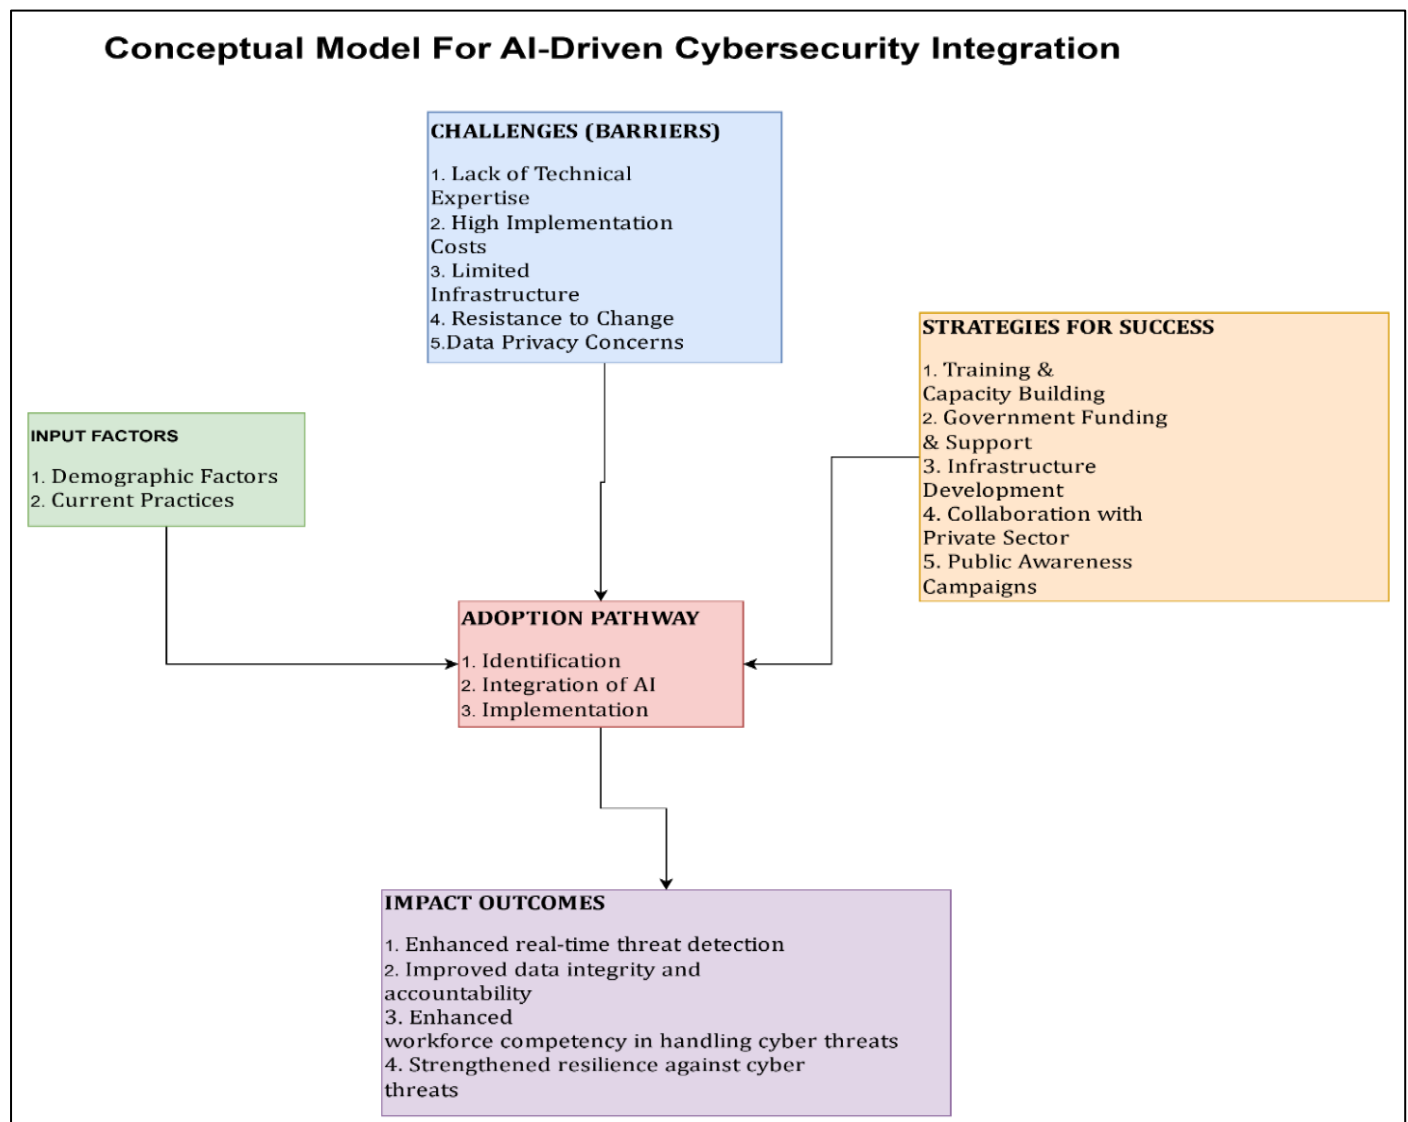 Conceptual Model For AI-Driven Cybersecurity Integration
CHALLENGES (BARRIERS)
1. Lack of Technical
Expertise
2. High Implementation
Costs
3. Limited
Infrastructure
4. Resistance to Change
5.Data Privacy Concerns
STRATEGIES FOR SUCCESS
1. Training &
Capacity Building
2. Government Funding
& Support
3. Infrastructure
Development
4. Collaboration with
Private Sector
5. Public Awareness
Campaigns
INPUT FACTORS
1. Demographic Factors
2. Current Practices
ADOPTION PATHWAY
1. Identification
2. Integration of AI
3. Implementation
IMPACT OUTCOMES
1. Enhanced real-time threat detection
2. Improved data integrity and
accountability
3. Enhanced
workforce competency in handling cyber threats
4. Strengthened resilience against cyber
threats